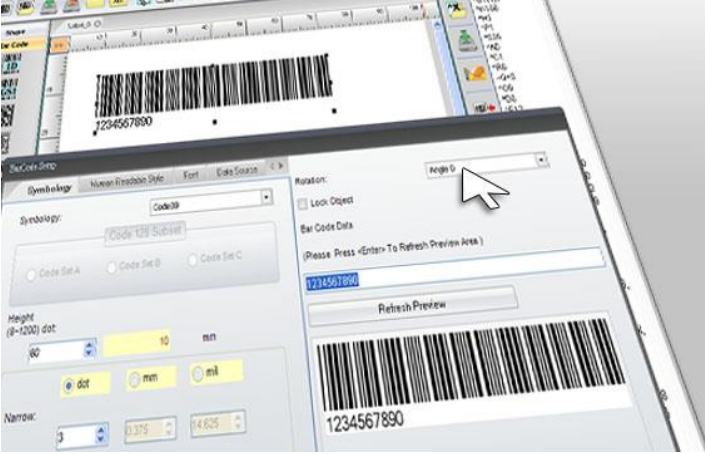 Shape
Bar Code
Label_0
1234567890
BarCode Setup
Symbology
Human Readable Style
Font
Data Source
Symbology:
Code39
Code 128 Subset
Code Set A
Code Set B
Code Set C
Height
(8~1200) dot:
80
10
mm
dot
mm
mil
Narrow:
3
0.375
14.625
Rotation:
Angle 0
Lock Object
Bar Code Data
(Please Press <Enter> To Refresh Preview Area )
1234567890
Refresh Preview
1234567890